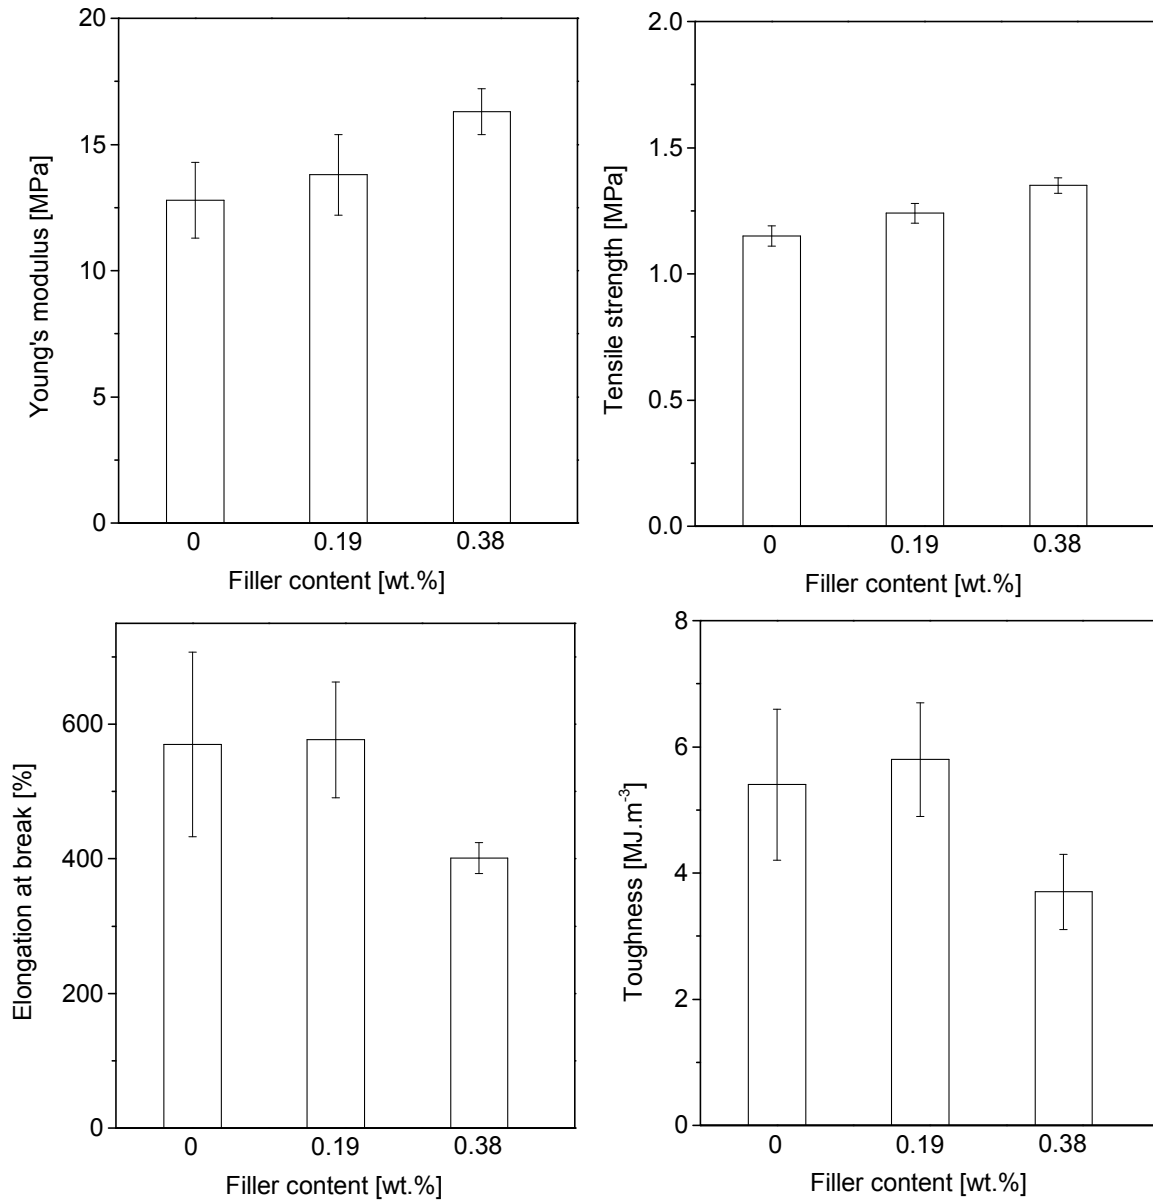 Young's modulus [MPa]
20
15
10
5
0
0 0.19 0.38
Filler content [wt.%]
Tensile strength [MPa]
2.0
1.5
1.0
0.5
0.0
0 0.19 0.38
Filler content [wt.%]
Elongation at break [%]
600
400
200
0
0 0.19 0.38
Filler content [wt.%]
Toughness [MJ.m⁻³]
8
6
4
2
0
0 0.19 0.38
Filler content [wt.%]